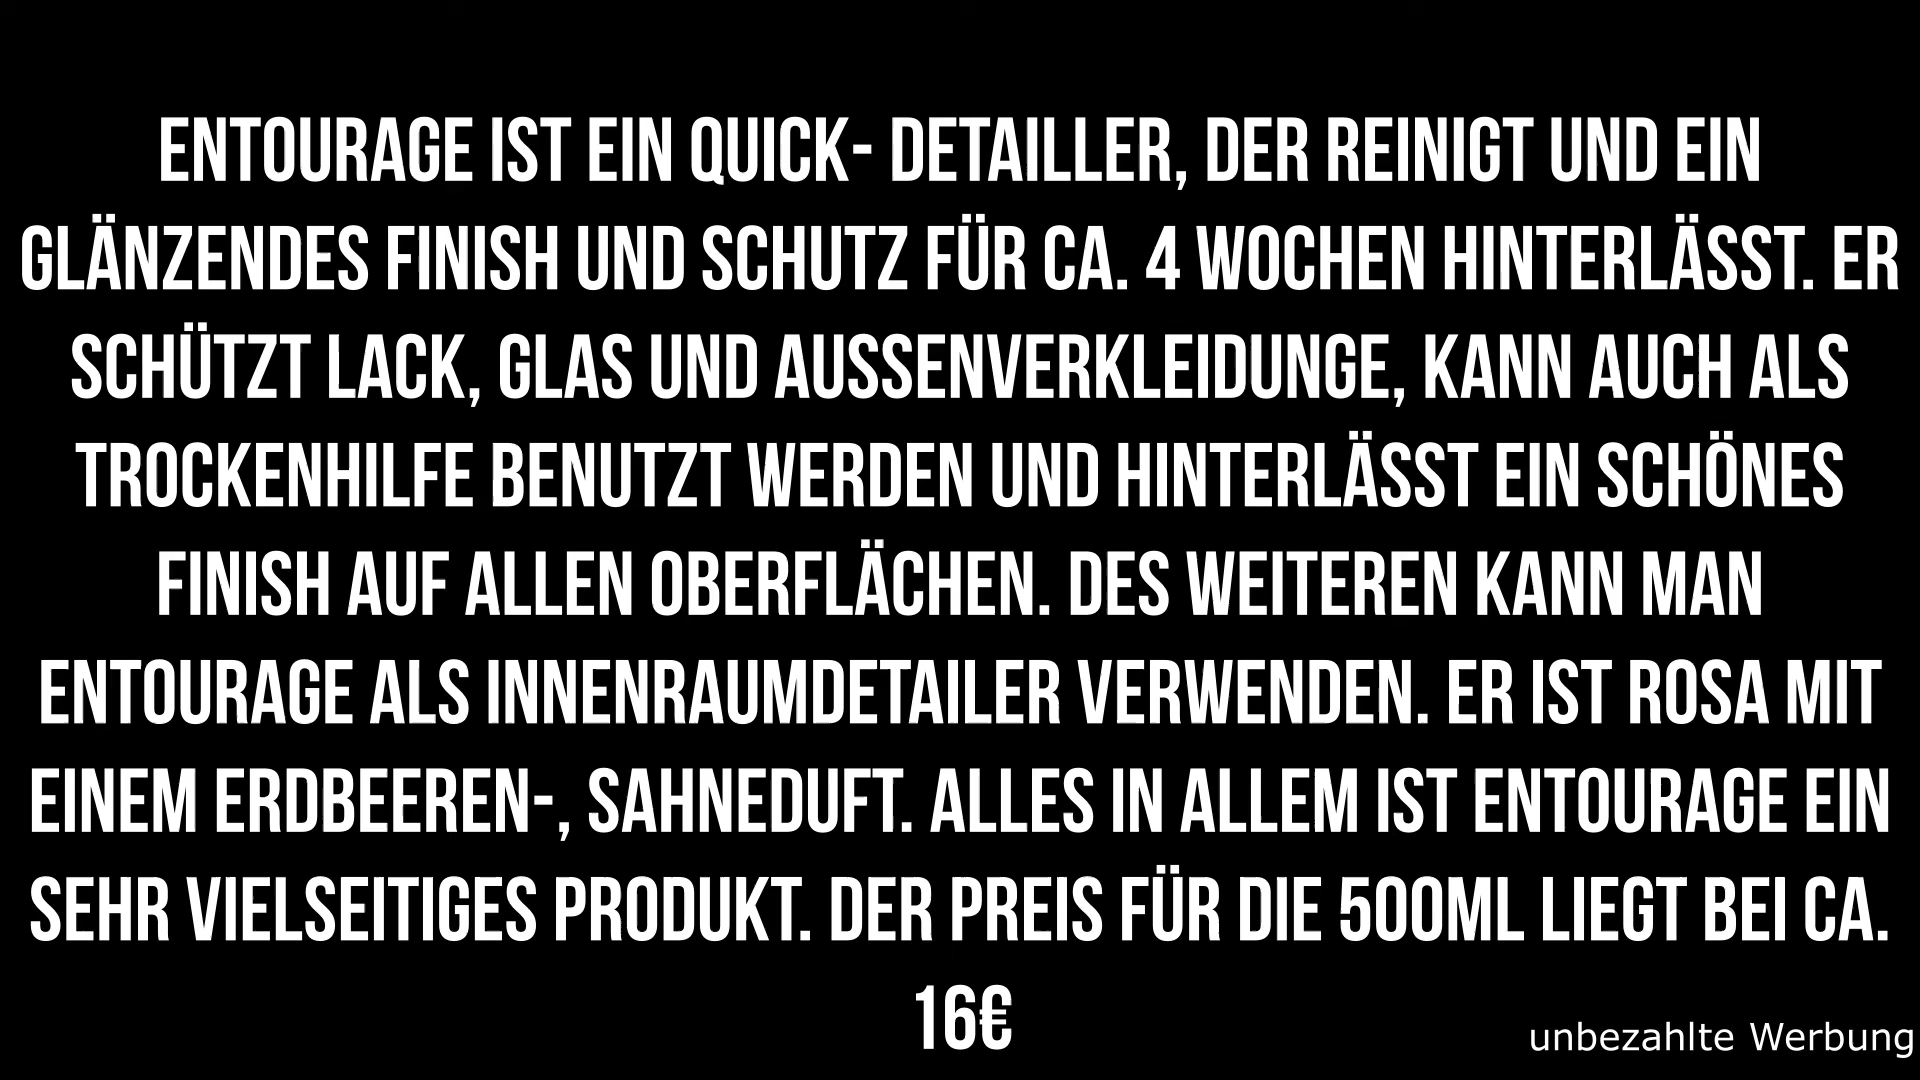 ENTOURAGE IST EIN QUICK- DETAILLER, DER REINIGT UND EIN
GLÄNZENDES FINISH UND SCHUTZ FÜR CA. 4 WOCHEN HINTERLÄSST. ER
SCHÜTZT LACK, GLAS UND AUSSENVERKLEIDUNGE, KANN AUCH ALS
TROCKENHILFE BENUTZT WERDEN UND HINTERLÄSST EIN SCHÖNES
FINISH AUF ALLEN OBERFLÄCHEN. DES WEITEREN KANN MAN
ENTOURAGE ALS INNENRAUMDETAILER VERWENDEN. ER IST ROSA MIT
EINEM ERDBEEREN-, SAHNEDUFT. ALLES IN ALLEM IST ENTOURAGE EIN
SEHR VIELSEITIGES PRODUKT. DER PREIS FÜR DIE 500ML LIEGT BEI CA.
16€
unbezahlte Werbung